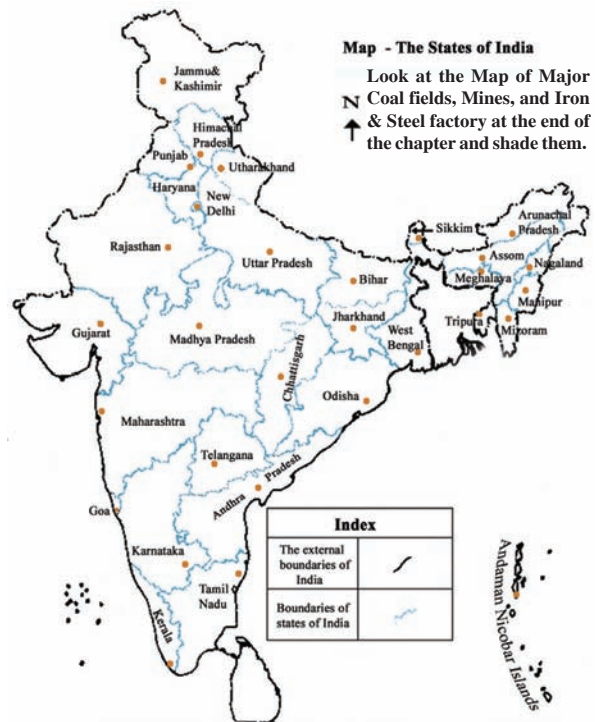 Map - The States of India
Look at the Map of Major
Coal fields, Mines, and Iron
& Steel factory at the end of
the chapter and shade them.
N
Jammu&
Kashimir
Himachal
Pradesh
Punjab
Utharakhand
Haryana
New
Delhi
Rajasthan
Uttar Pradesh
Sikkim
Arunachal
Pradesh
Assom
Nagaland
Meghalaya
Manipur
Tripura
Mizoram
Bihar
Jharkhand
West
Bengal
Gujarat
Madhya Pradesh
Chhattisgarh
Odisha
Maharashtra
Telangana
Andhra Pradesh
Goa
Karnataka
Tamil
Nadu
Kerala
Index
The external
boundaries of
India
Boundaries of
states of India
Andaman Nicobar Islands